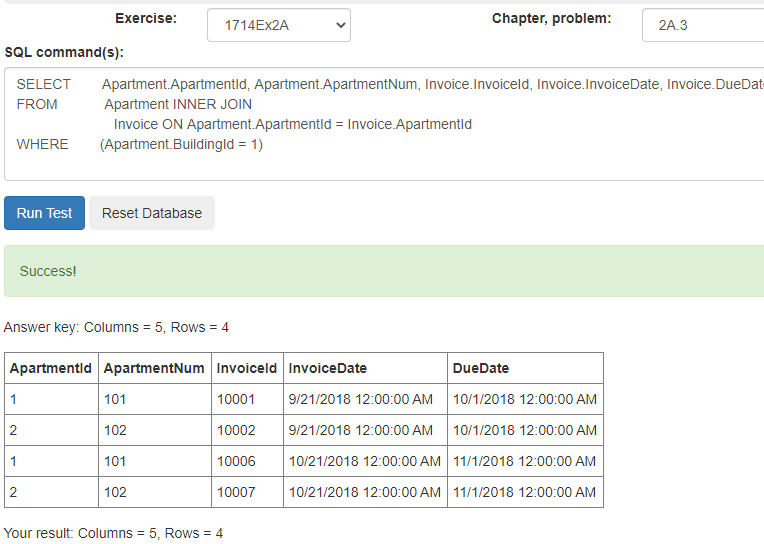 Exercise: 1714Ex2A Chapter, problem: 2A.3
SQL command(s):
SELECT Apartment.ApartmentId, Apartment.ApartmentNum, Invoice.InvoiceId, Invoice.InvoiceDate, Invoice.DueDat
FROM Apartment INNER JOIN
Invoice ON Apartment.ApartmentId = Invoice.ApartmentId
WHERE (Apartment.BuildingId = 1)
Run Test Reset Database
Success!
Answer key: Columns = 5, Rows = 4
ApartmentId ApartmentNum InvoiceId InvoiceDate DueDate
1 101 10001 9/21/2018 12:00:00 AM 10/1/2018 12:00:00 AM
2 102 10002 9/21/2018 12:00:00 AM 10/1/2018 12:00:00 AM
1 101 10006 10/21/2018 12:00:00 AM 11/1/2018 12:00:00 AM
2 102 10007 10/21/2018 12:00:00 AM 11/1/2018 12:00:00 AM
Your result: Columns = 5, Rows = 4